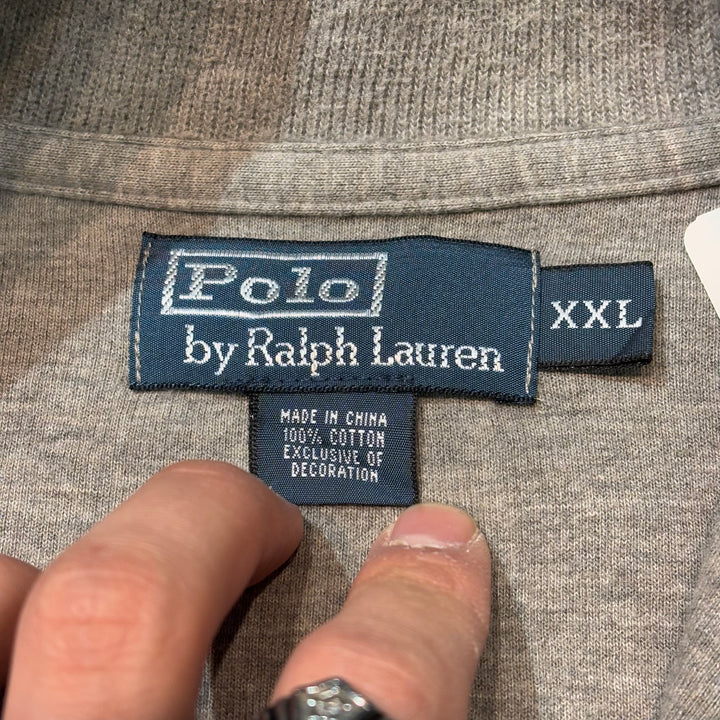 Polo
by Ralph Lauren
XXL
MADE IN CHINA
100% COTTON
EXCLUSIVE OF
DECORATION